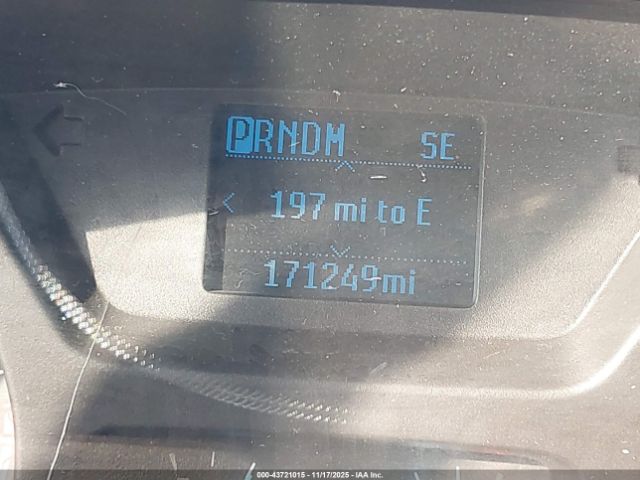 PRNDM SE
197 mi to E
171249mi
000-43721015 | 11/17/2025 | IAA Inc.